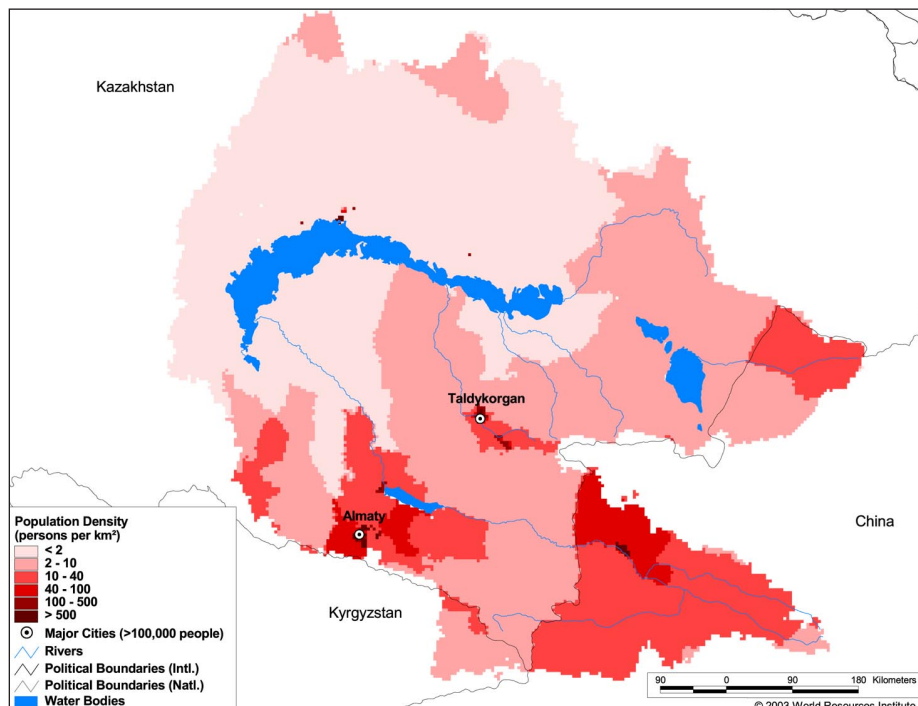 Kazakhstan
Taldykorgan
Almaty
China
Kyrgyzstan
Population Density
(persons per km²)
< 2
2 - 10
10 - 40
40 - 100
100 - 500
> 500
Major Cities (>100,000 people)
Rivers
Political Boundaries (Intl.)
Political Boundaries (Natl.)
Water Bodies
90 0 90 180 Kilometers
© 2003 World Resources Institute